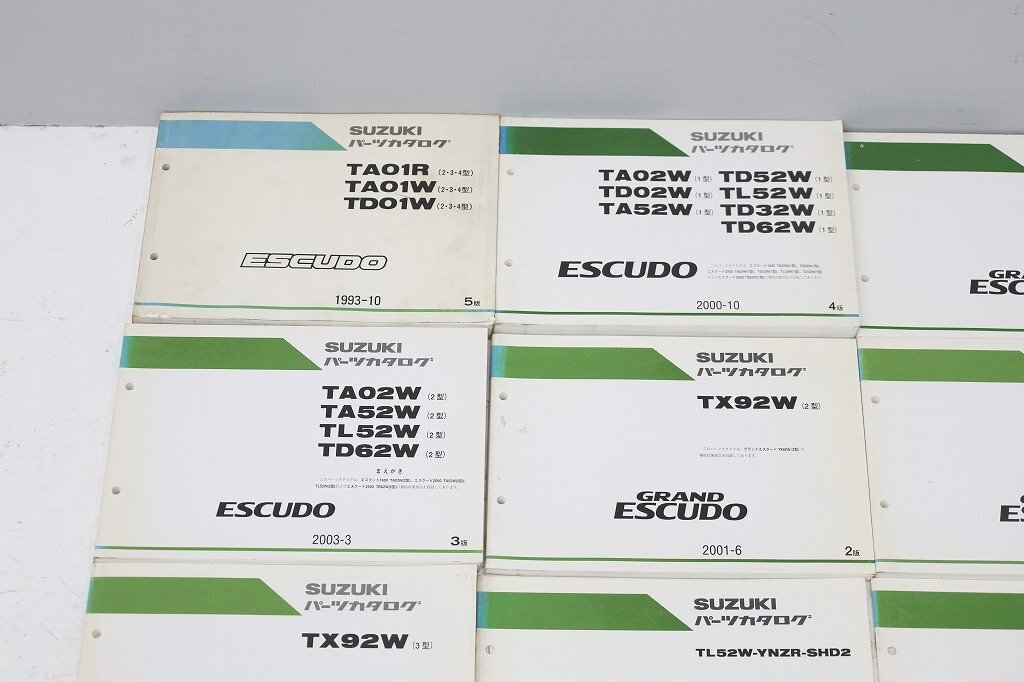 SUZUKI
パーツカタログ
TA01R (2・3・4型)
TA01W (2・3・4型)
TD01W (2・3・4型)
ESCUDO
1993-10
5版
SUZUKI
パーツカタログ
TA02W (1型) TD52W (1型)
TD02W (1型) TL52W (1型)
TA52W (1型) TD32W (1型)
TD62W (1型)
ESCUDO
2000-10
4版
GRA
ESC
SUZUKI
パーツカタログ
TA02W (2型)
TA52W (2型)
TL52W (2型)
TD62W (2型)
まえがき
ESCUDO
2003-3
3版
SUZUKI
パーツカタログ
TX92W (2型)
GRAND
ESCUDO
2001-6
2版
SUZUKI
パーツカタログ
TX92W (3型)
SUZUKI
パーツカタログ
TL52W-YNZR-SHD2